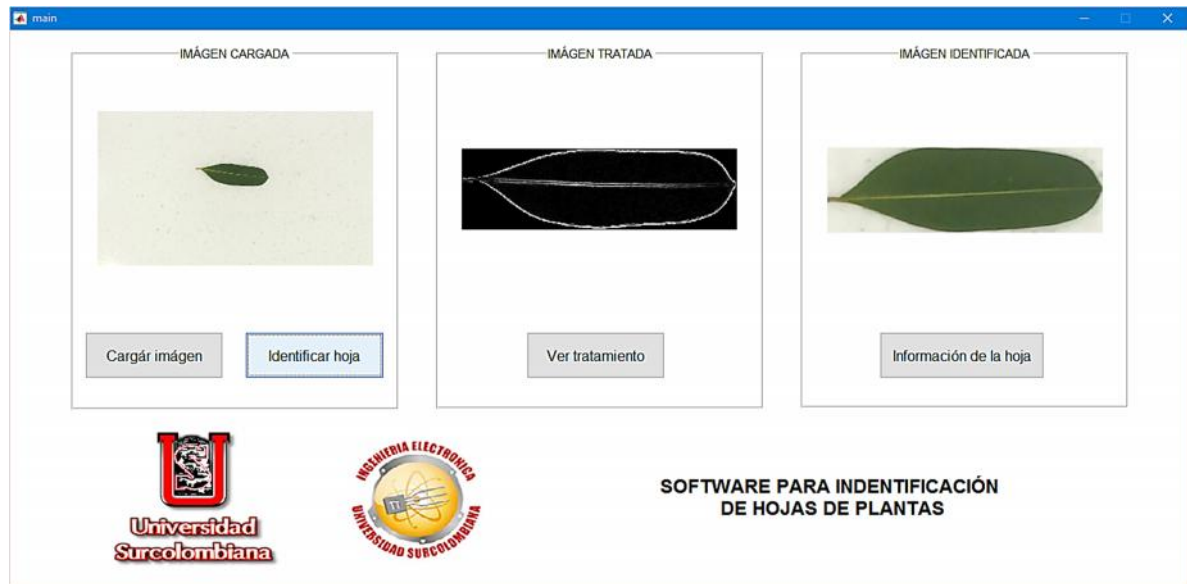 main
IMÁGEN CARGADA
IMÁGEN TRATADA
IMÁGEN IDENTIFICADA
Cargár imágen
Identificar hoja
Ver tratamiento
Información de la hoja
Universidad
Surcolombiana
INGENIERIA ELECTRONICA
UNIVERSIDAD SURCOLOMBIANA
SOFTWARE PARA INDENTIFICACIÓN
DE HOJAS DE PLANTAS